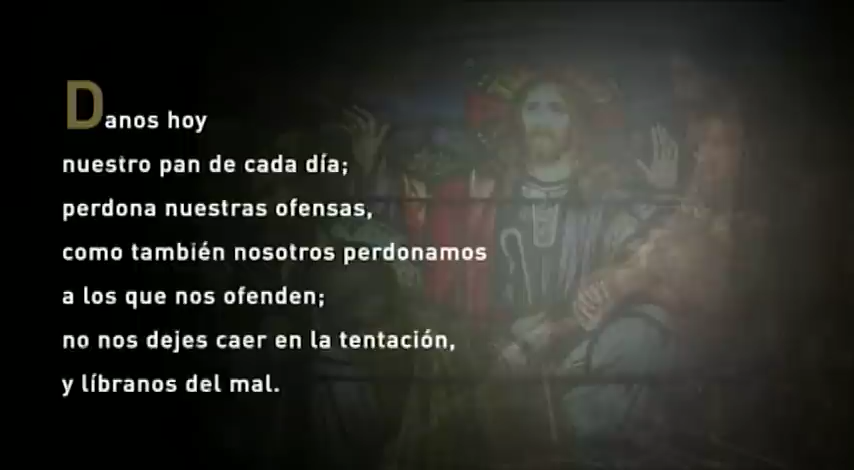 Danos hoy
nuestro pan de cada día;
perdona nuestras ofensas,
como también nosotros perdonamos
a los que nos ofenden;
no nos dejes caer en la tentación,
y líbranos del mal.